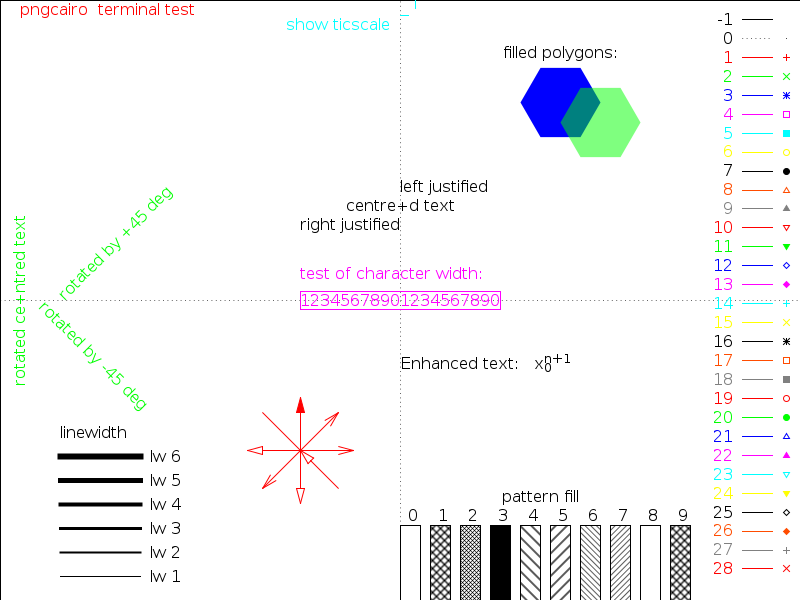 pngcairo  terminal test
show ticscale
filled polygons:
left justified
centre+d text
right justified
rotated ce+ntred text
rotated by +45 deg
rotated by -45 deg
test of character width:
12345678901234567890
Enhanced text:   x₀ⁿ⁺¹
linewidth
lw 6
lw 5
lw 4
lw 3
lw 2
lw 1
pattern fill
0 1 2 3 4 5 6 7 8 9
-1
0
1
2
3
4
5
6
7
8
9
10
11
12
13
14
15
16
17
18
19
20
21
22
23
24
25
26
27
28